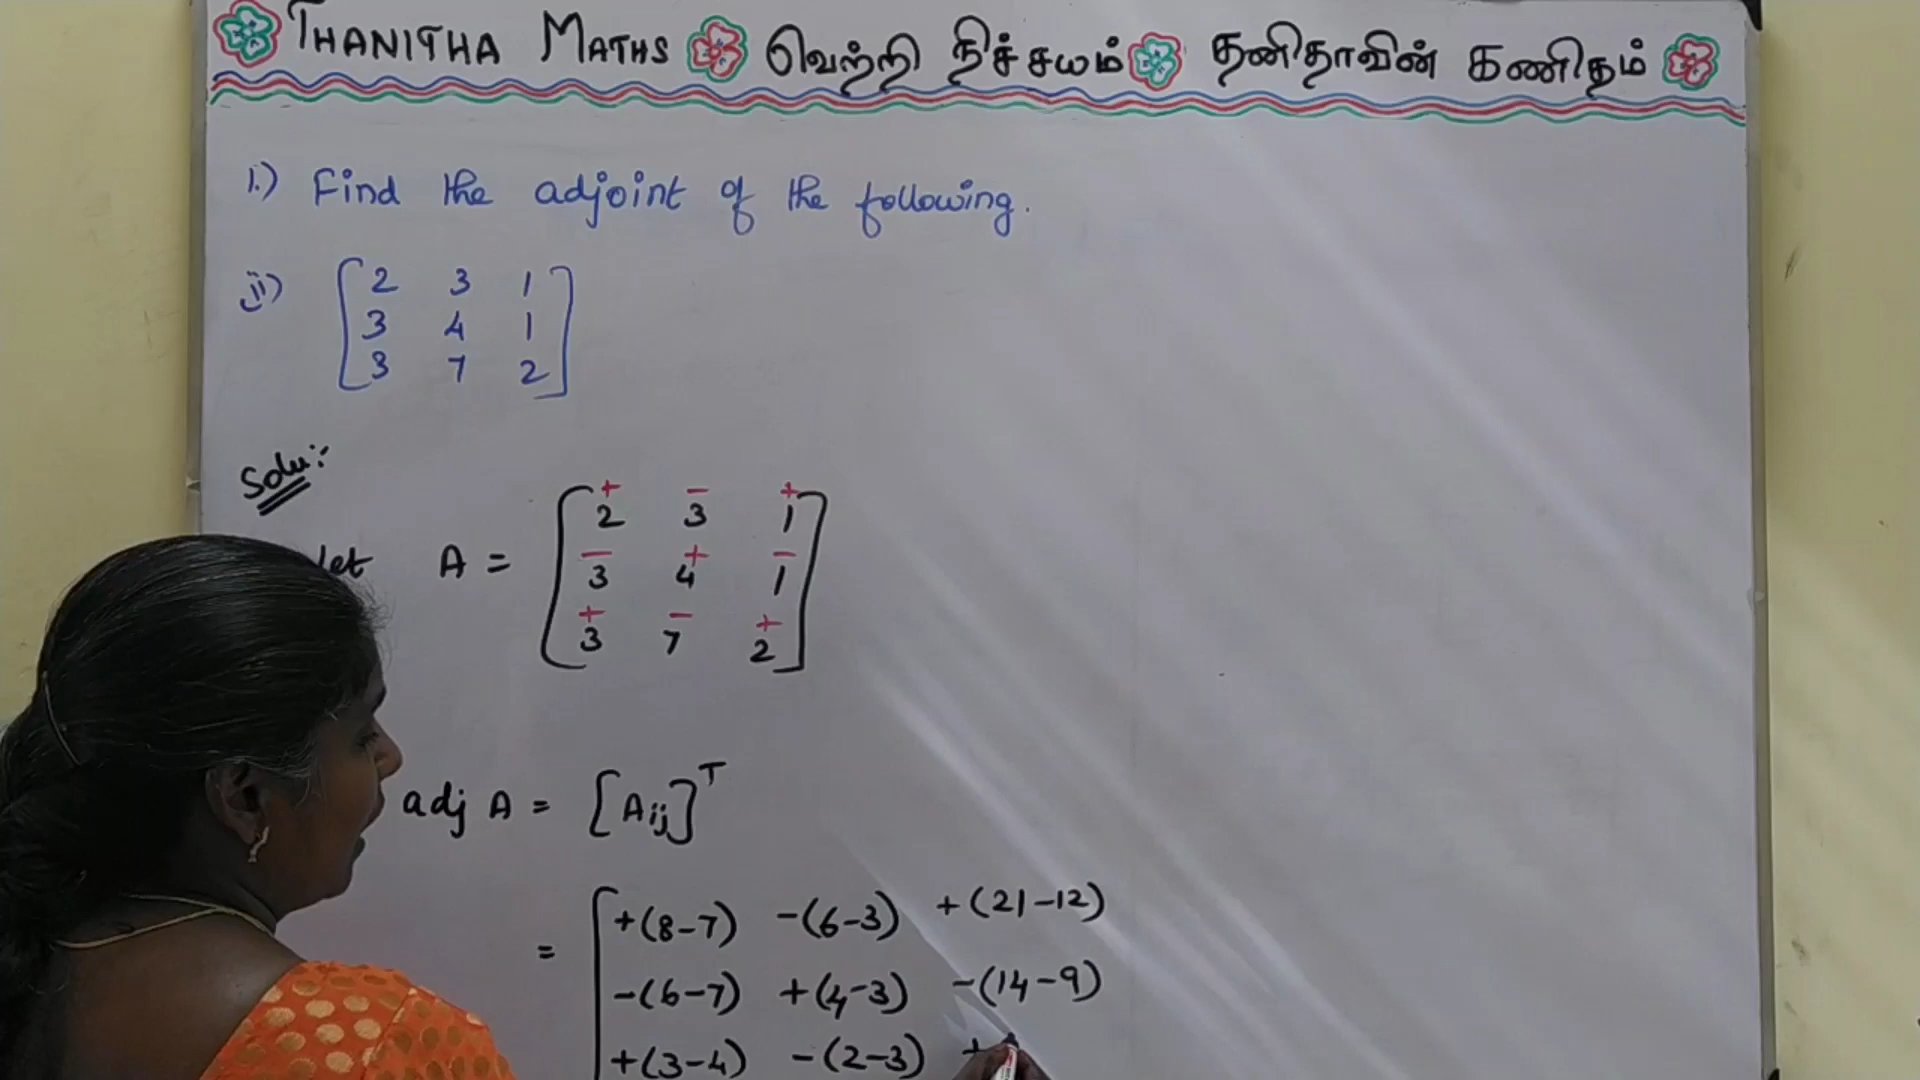 THANITHA MATHS வெற்றி நிச்சயம் தனிதாவின் கணிதம்
1.) Find the adjoint of the following.
ii) [2 3 1
3 4 1
3 7 2]
Solu:
let A = [+2 -3 +1
-3 +4 -1
+3 -7 +2]
adj A = [Aij]^T
= [+(8-7) -(6-3) +(21-12)
-(6-7) +(4-3) -(14-9)
+(3-4) -(2-3) +